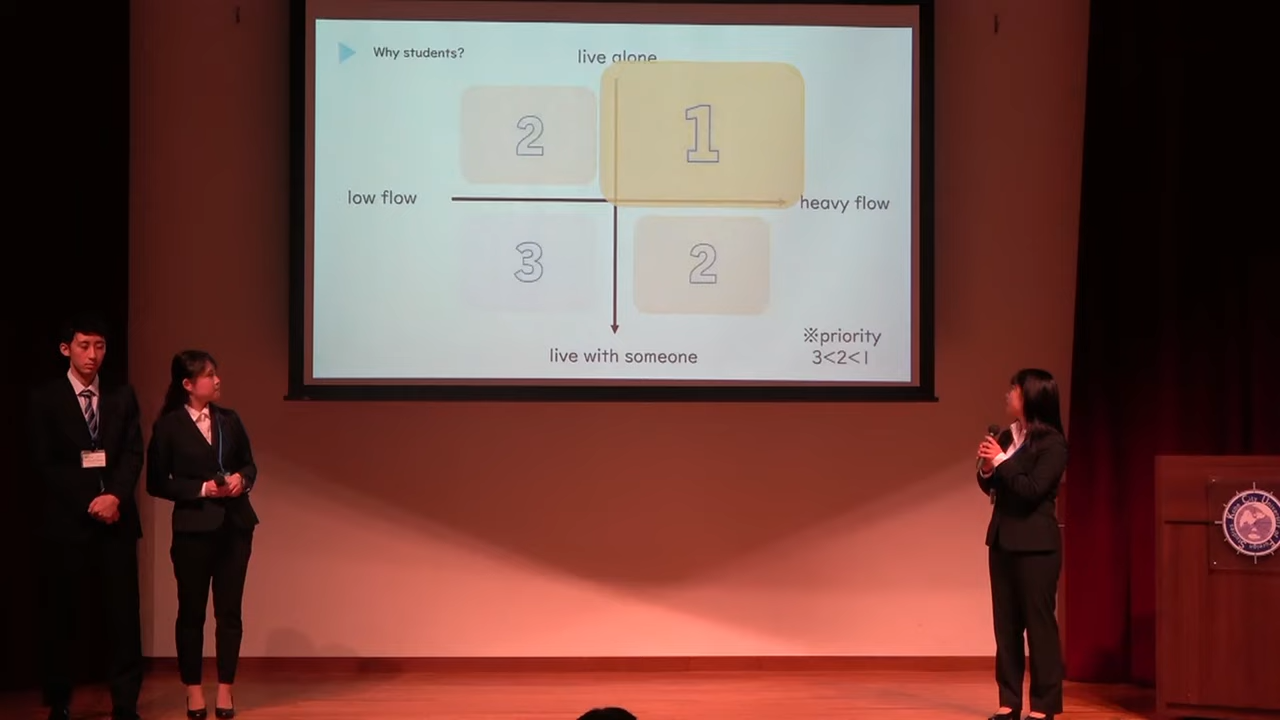 Why students?
live alone
2
1
low flow
heavy flow
3
2
live with someone
※priority
3<2<1